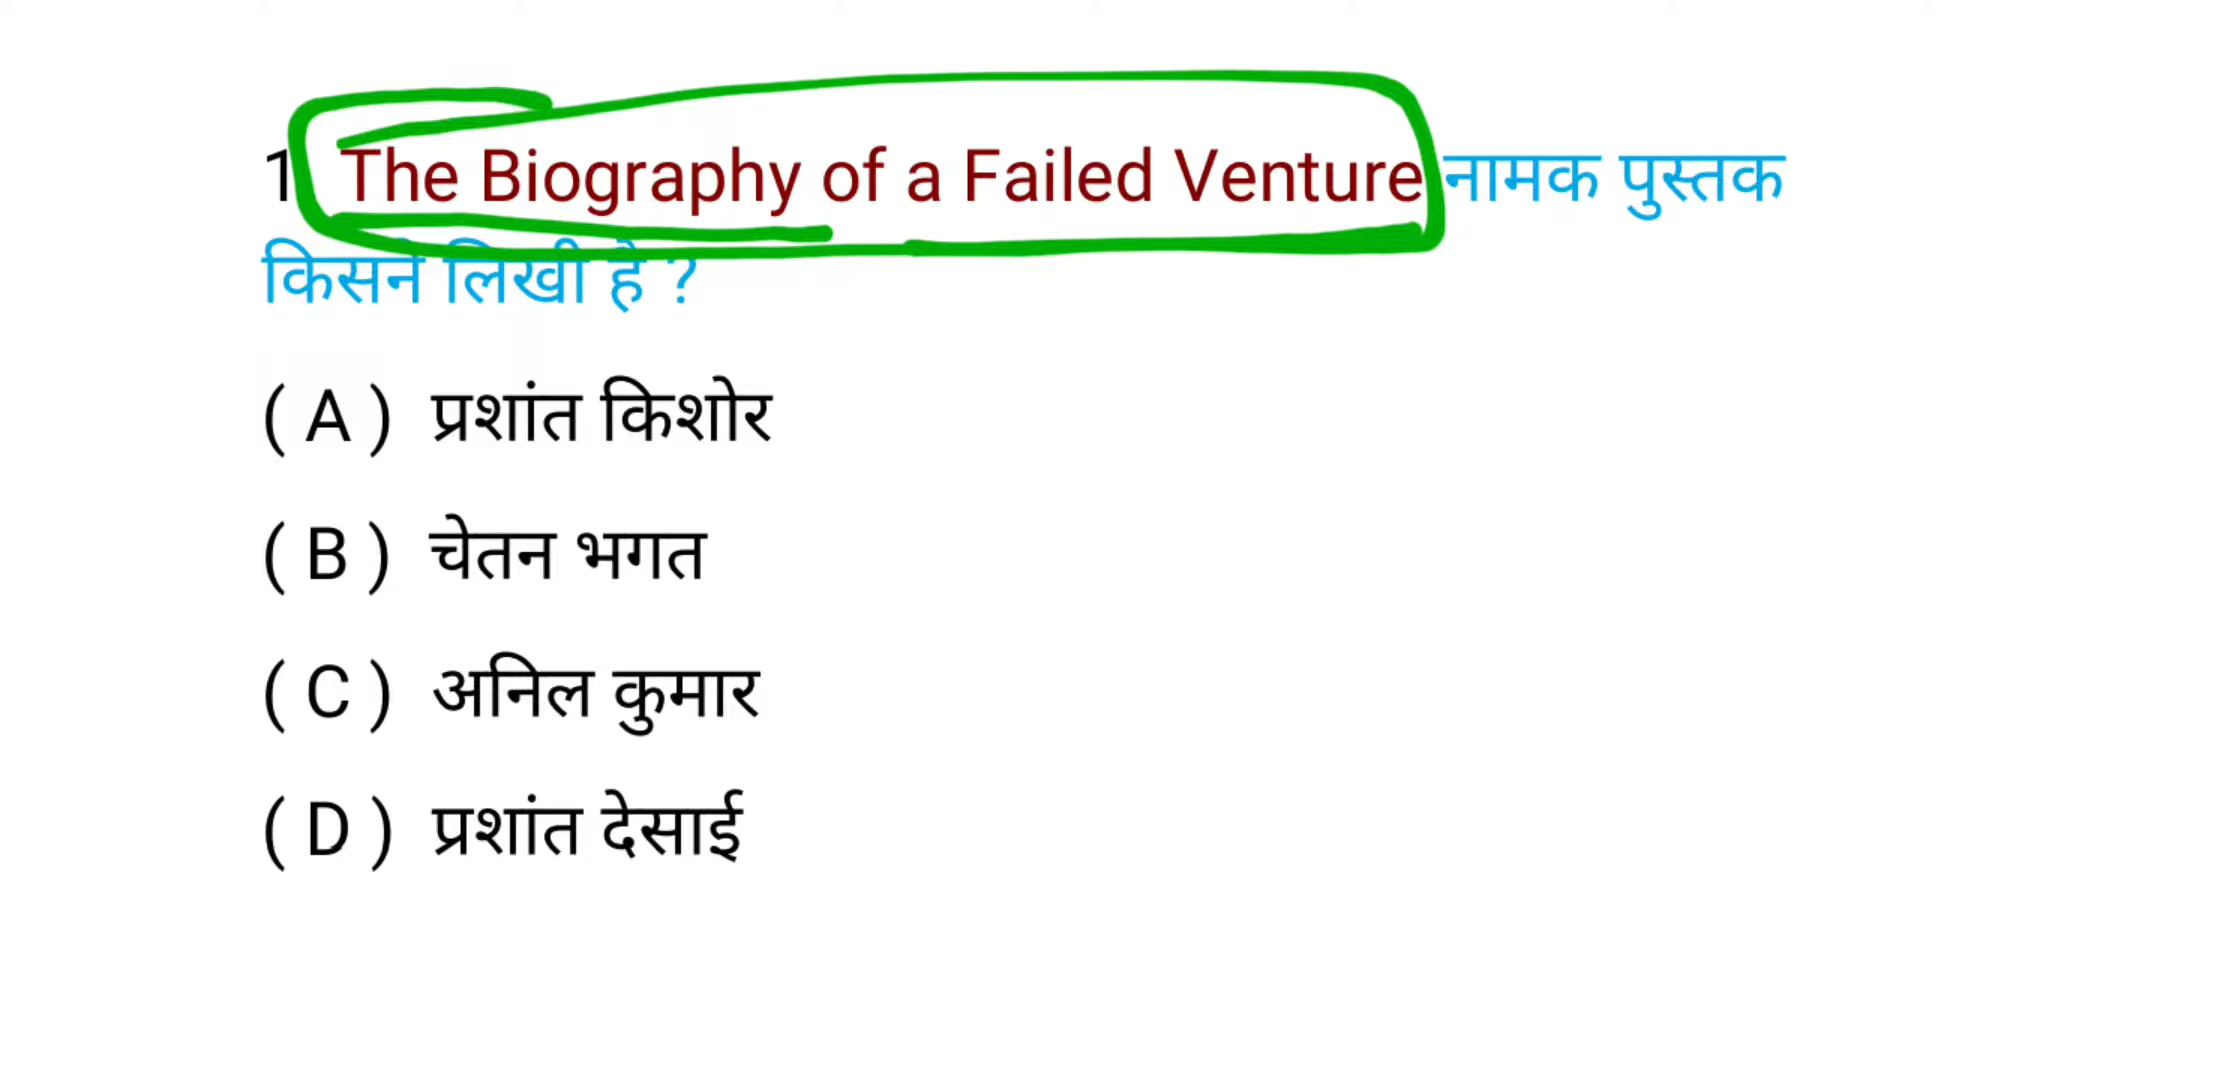 1 The Biography of a Failed Venture नामक पुस्तक
किसने लिखी है ?
( A ) प्रशांत किशोर
( B ) चेतन भगत
( C ) अनिल कुमार
( D ) प्रशांत देसाई